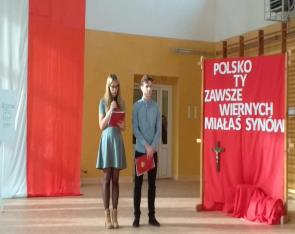 POLSKO
TY
ZAWSZE
WIERNYCH
MIAŁAŚ SYNÓW